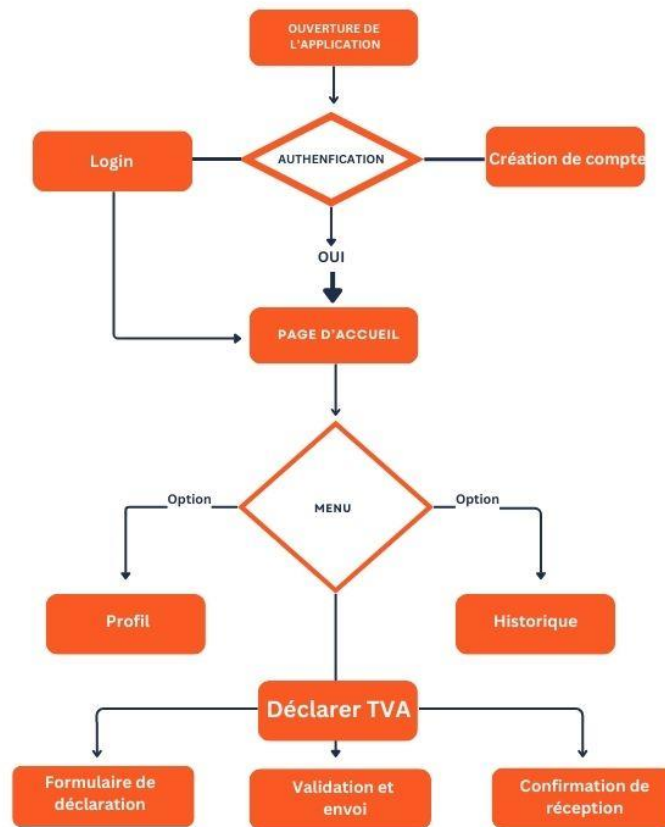 OUVERTURE DE
L'APPLICATION
Login
AUTHENFICATION
Création de compte
OUI
PAGE D'ACCUEIL
Option
MENU
Option
Profil
Historique
Déclarer TVA
Formulaire de
déclaration
Validation et
envoi
Confirmation de
réception